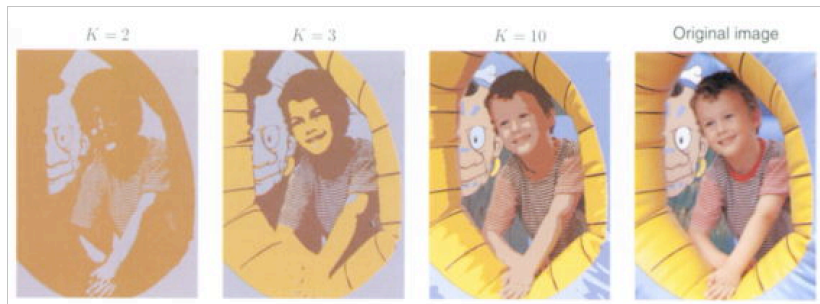 K = 2 K = 3 K = 10 Original image